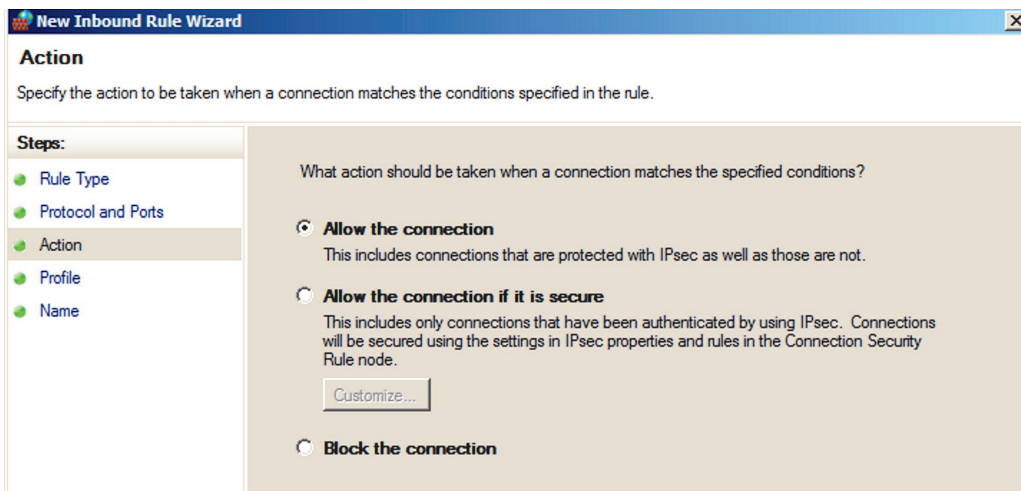 New Inbound Rule Wizard
Action
Specify the action to be taken when a connection matches the conditions specified in the rule.
Steps:
Rule Type
Protocol and Ports
Action
Profile
Name
What action should be taken when a connection matches the specified conditions?
Allow the connection
This includes connections that are protected with IPsec as well as those are not.
Allow the connection if it is secure
This includes only connections that have been authenticated by using IPsec. Connections
will be secured using the settings in IPsec properties and rules in the Connection Security
Rule node.
Customize...
Block the connection